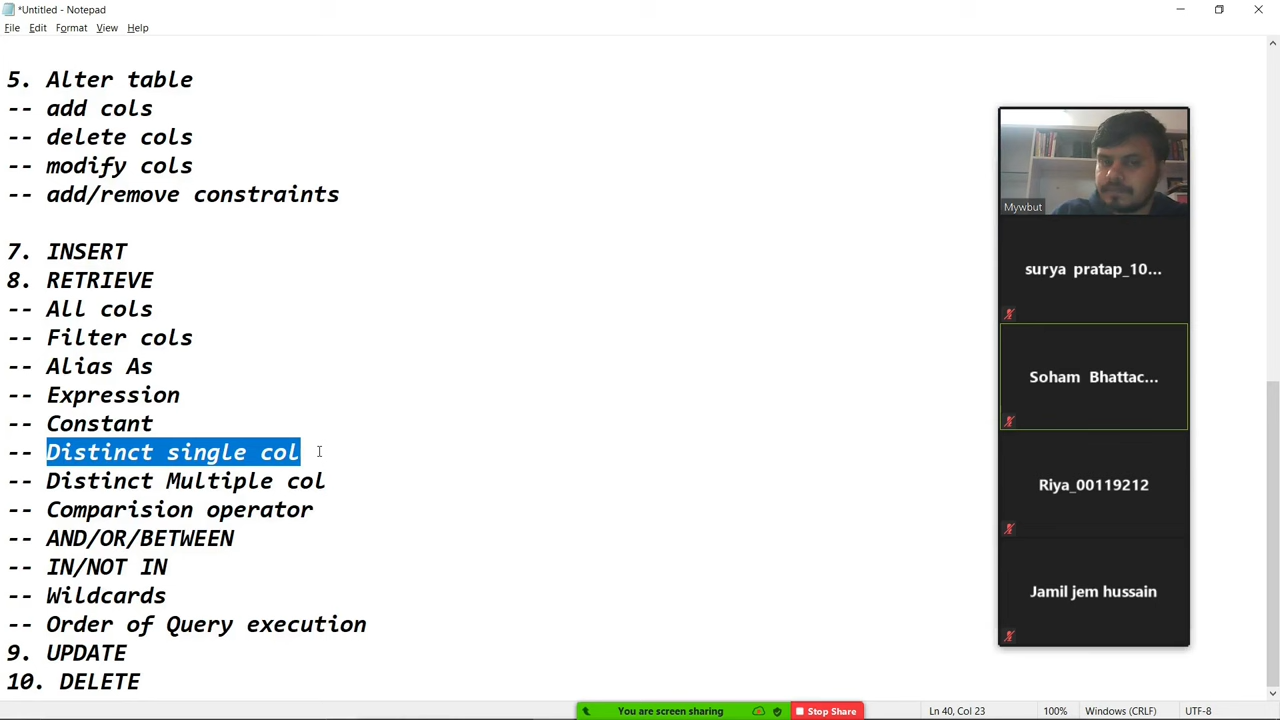 *Untitled - Notepad
File Edit Format View Help
5. Alter table
-- add cols
-- delete cols
-- modify cols
-- add/remove constraints
7. INSERT
8. RETRIEVE
-- All cols
-- Filter cols
-- Alias As
-- Expression
-- Constant
-- Distinct single col
-- Distinct Multiple col
-- Comparision operator
-- AND/OR/BETWEEN
-- IN/NOT IN
-- Wildcards
-- Order of Query execution
9. UPDATE
10. DELETE
Mywbut
surya pratap_10...
Soham Bhattac...
Riya_00119212
Jamil jem hussain
You are screen sharing
Stop Share
Ln 40, Col 23
100%
Windows (CRLF)
UTF-8